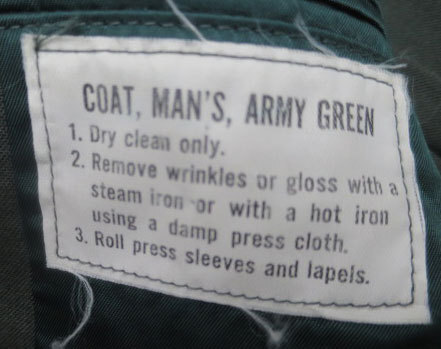 COAT, MAN'S, ARMY GREEN
1. Dry clean only.
2. Remove wrinkles or gloss with a
steam iron or with a hot iron
using a damp press cloth.
3. Roll press sleeves and lapels.